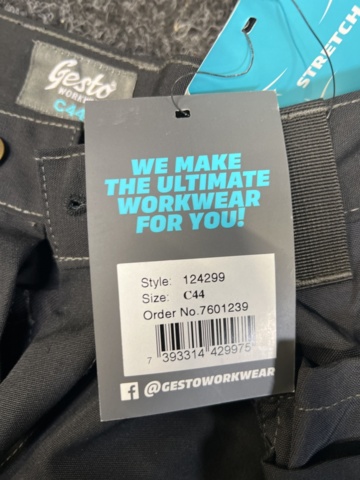 Gesto
WORKWEAR
C44
STRETCH
WE MAKE
THE ULTIMATE
WORKWEAR
FOR YOU!
Style: 124299
Size: C44
Order No.7601239
7 393314 429975
@GESTOWORKWEAR